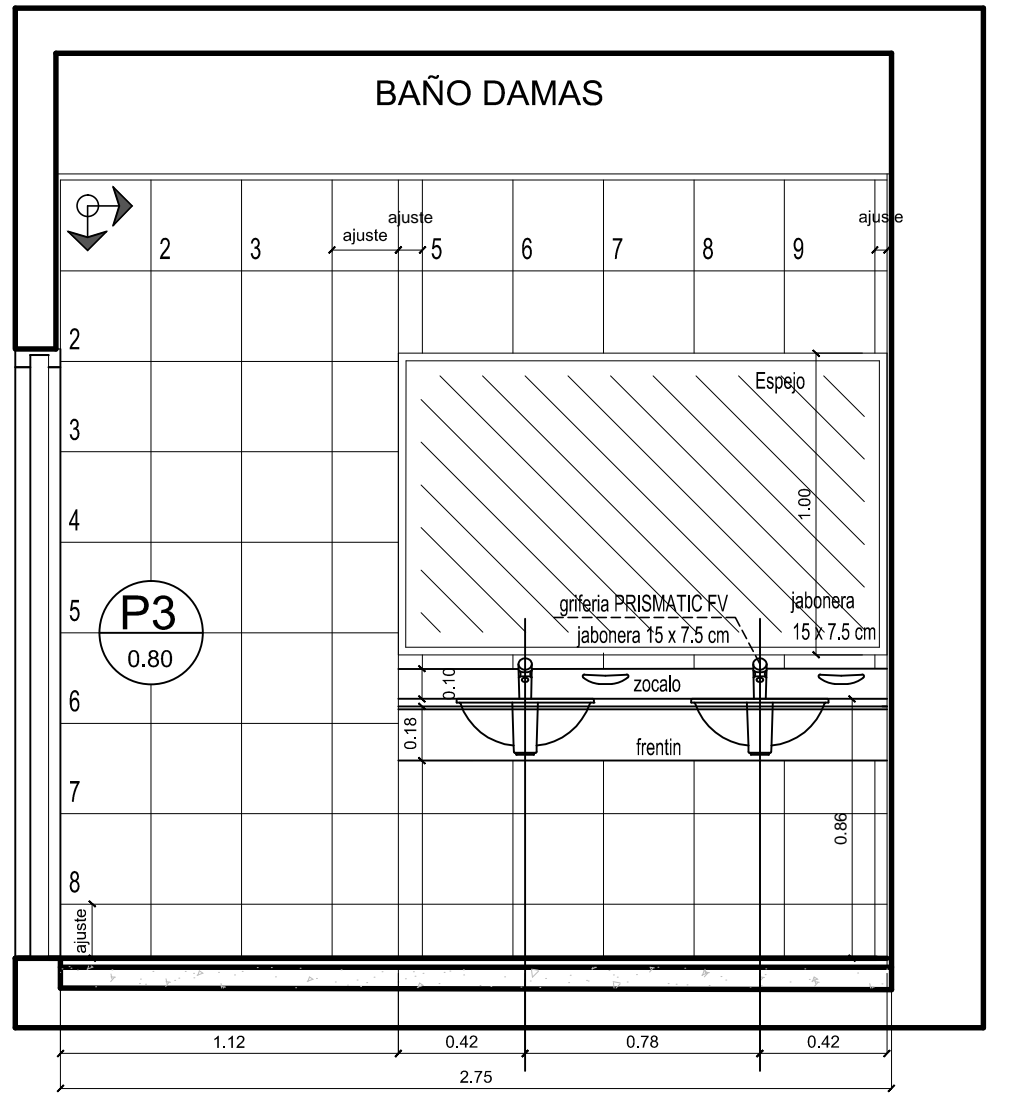 BAÑO DAMAS
ajuste
ajuste
ajuste
2 3 5 6 7 8 9
2
3
4
5
6
7
8
Espejo
1.00
griferia PRISMATIC FV
jabonera 15 x 7.5 cm
jabonera
15 x 7.5 cm
P3
0.80
0.10
zocalo
0.18
frentin
0.86
ajuste
1.12 0.42 0.78 0.42
2.75